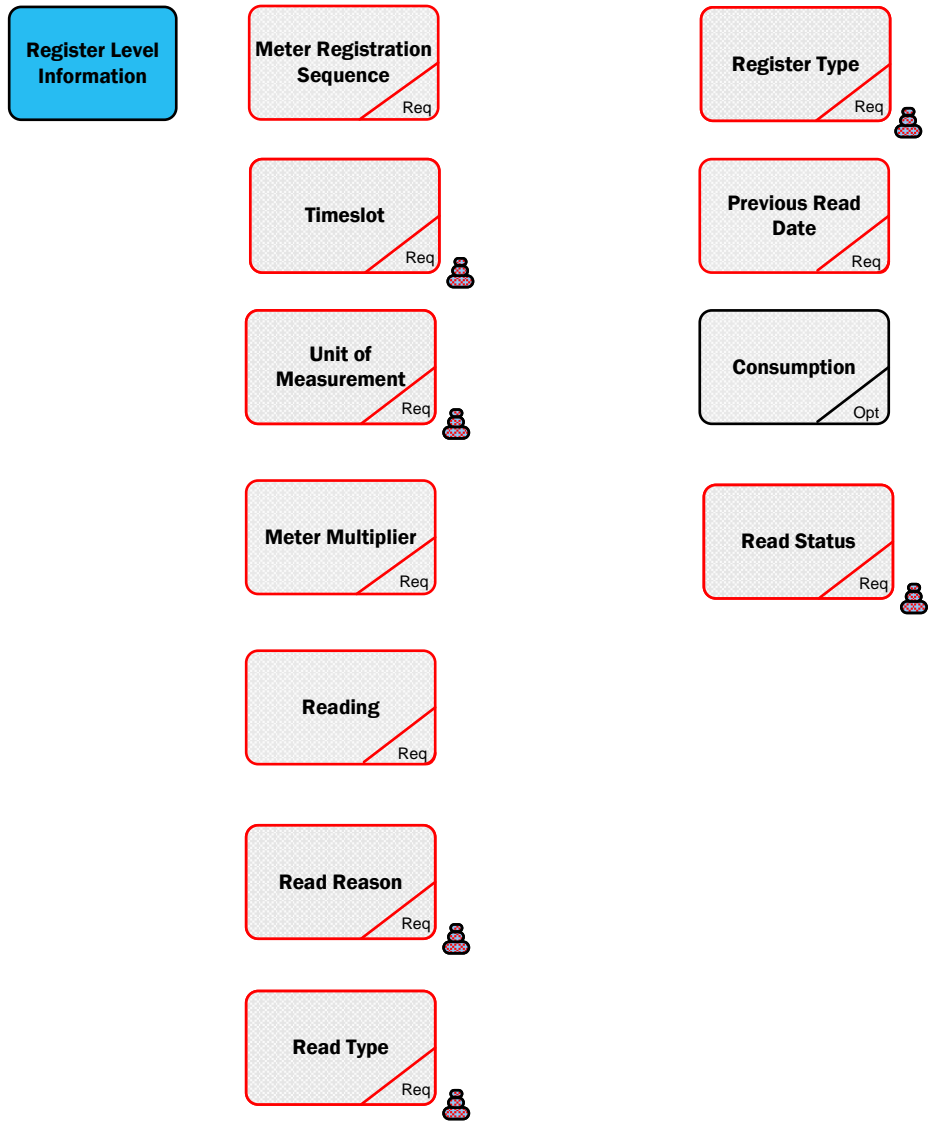 Register Level
Information
Meter Registration
Sequence
Req
Register Type
Req
Timeslot
Req
Previous Read
Date
Req
Unit of
Measurement
Req
Consumption
Opt
Meter Multiplier
Req
Read Status
Req
Reading
Req
Read Reason
Req
Read Type
Req